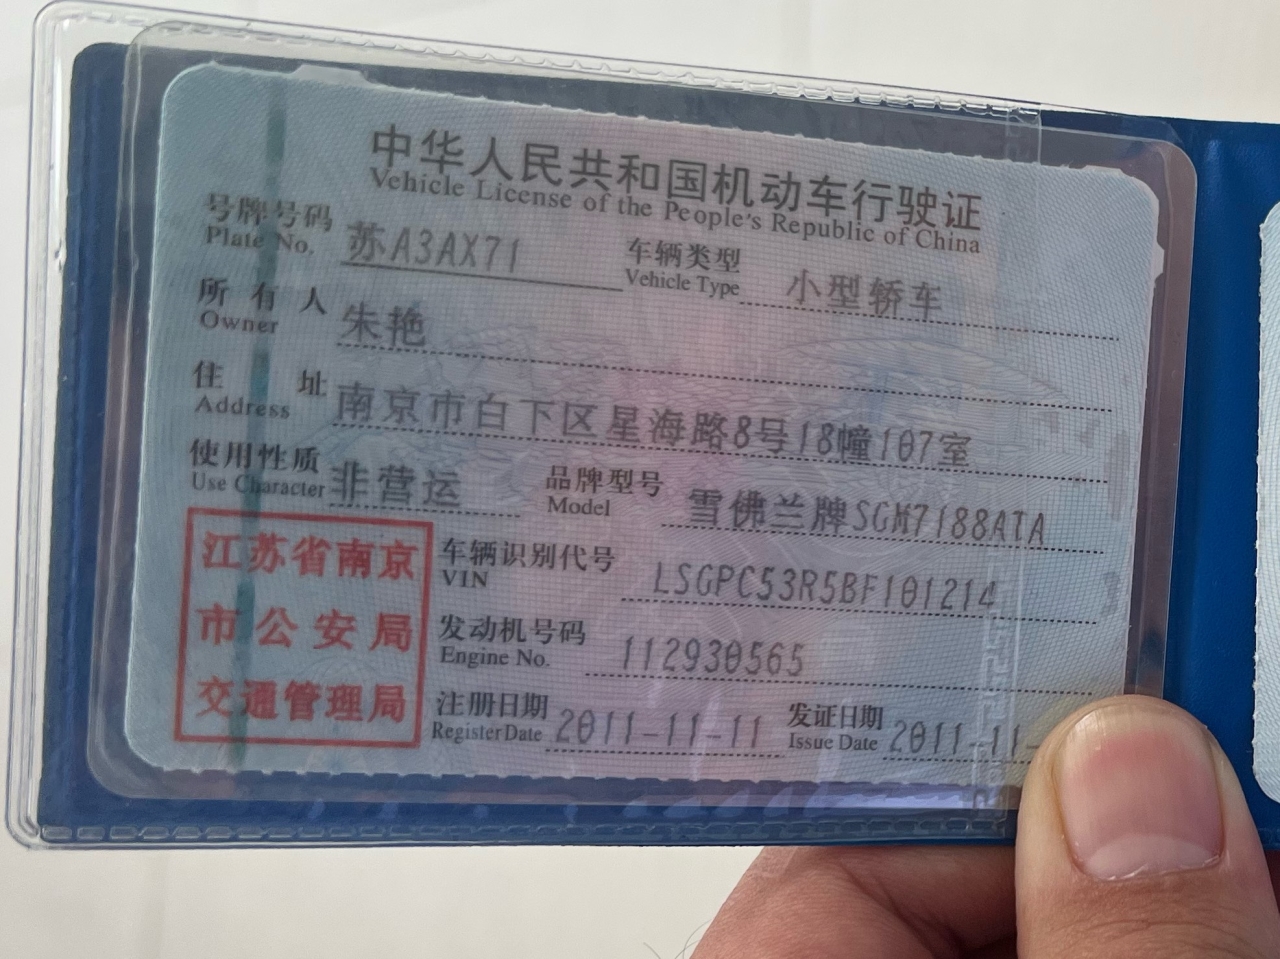 中华人民共和国机动车行驶证
Vehicle License of the People's Republic of China
号牌号码 苏A3AX71 车辆类型 小型轿车
Plate No. Vehicle Type
所有人 朱艳
Owner
住址 南京市白下区星海路8号18幢107室
Address
使用性质 非营运 品牌型号 雪佛兰牌SGM7188ATA
Use Character Model
江苏省南京
市公安局
交通管理局
车辆识别代号 LSGPC53R5BF101214
VIN
发动机号码 112930565
Engine No.
注册日期 2011-11-11 发证日期 2011-11-
Register Date Issue Date